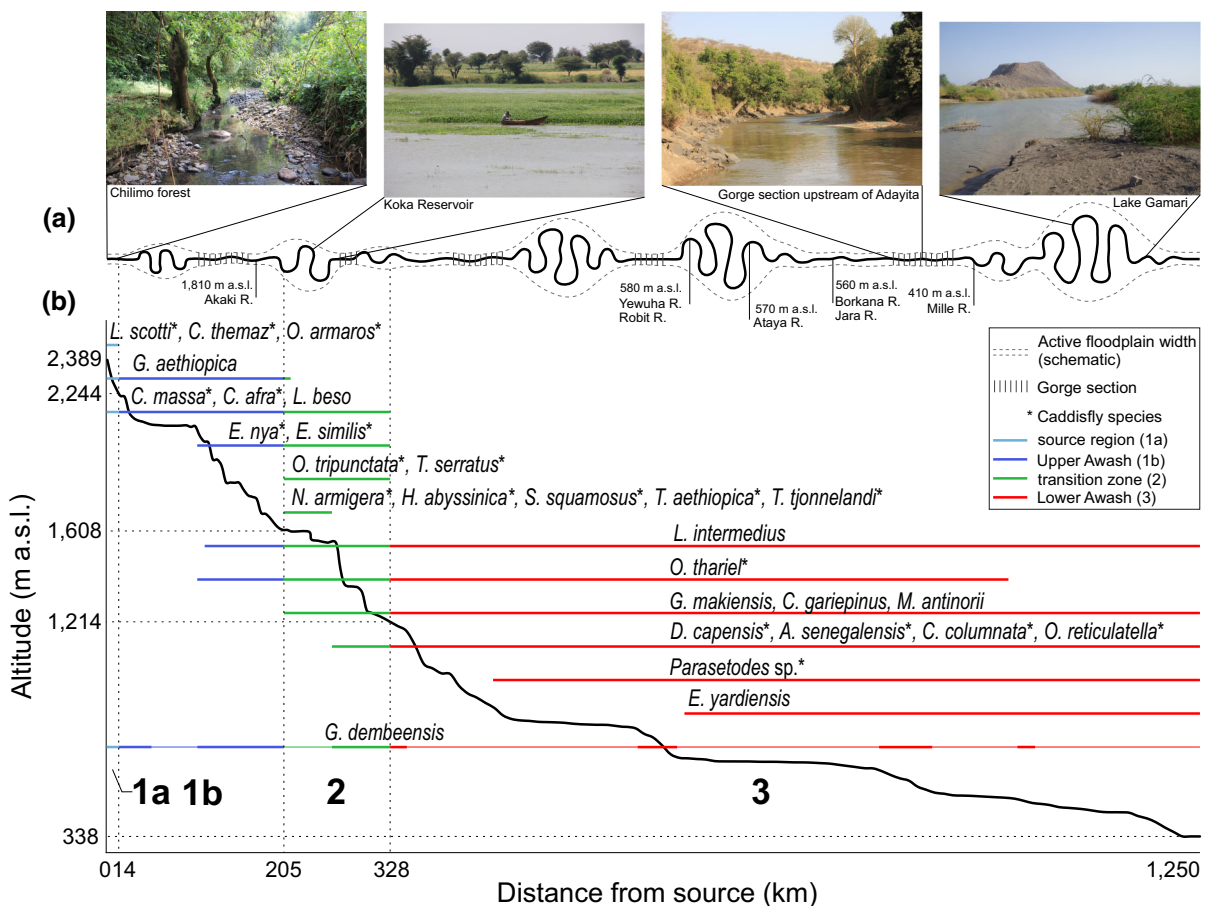 Chilimo forest
Koka Reservoir
Gorge section upstream of Adayita
Lake Gamari
(a)
1,810 m a.s.l.
Akaki R.
580 m a.s.l.
Yewuha R.
Robit R.
570 m a.s.l.
Ataya R.
560 m a.s.l.
Borkana R.
Jara R.
410 m a.s.l.
Mille R.
(b)
L. scotti*, C. themaz*, O. armaros*
G. aethiopica
C. massa*, C. afra*, L. beso
E. nya*, E. similis*
O. tripunctata*, T. serratus*
N. armigera*, H. abyssinica*, S. squamosus*, T. aethiopica*, T. tjonnelandi*
L. intermedius
O. thariel*
G. makiensis, C. gariepinus, M. antinorii
D. capensis*, A. senegalensis*, C. columnata*, O. reticulatella*
Parasetodes sp.*
E. yardiensis
G. dembeensis
Active floodplain width
(schematic)
Gorge section
* Caddisfly species
source region (1a)
Upper Awash (1b)
transition zone (2)
Lower Awash (3)
Altitude (m a.s.l.)
2,389
2,244
1,608
1,214
338
1a 1b 2 3
014 205 328 1,250
Distance from source (km)